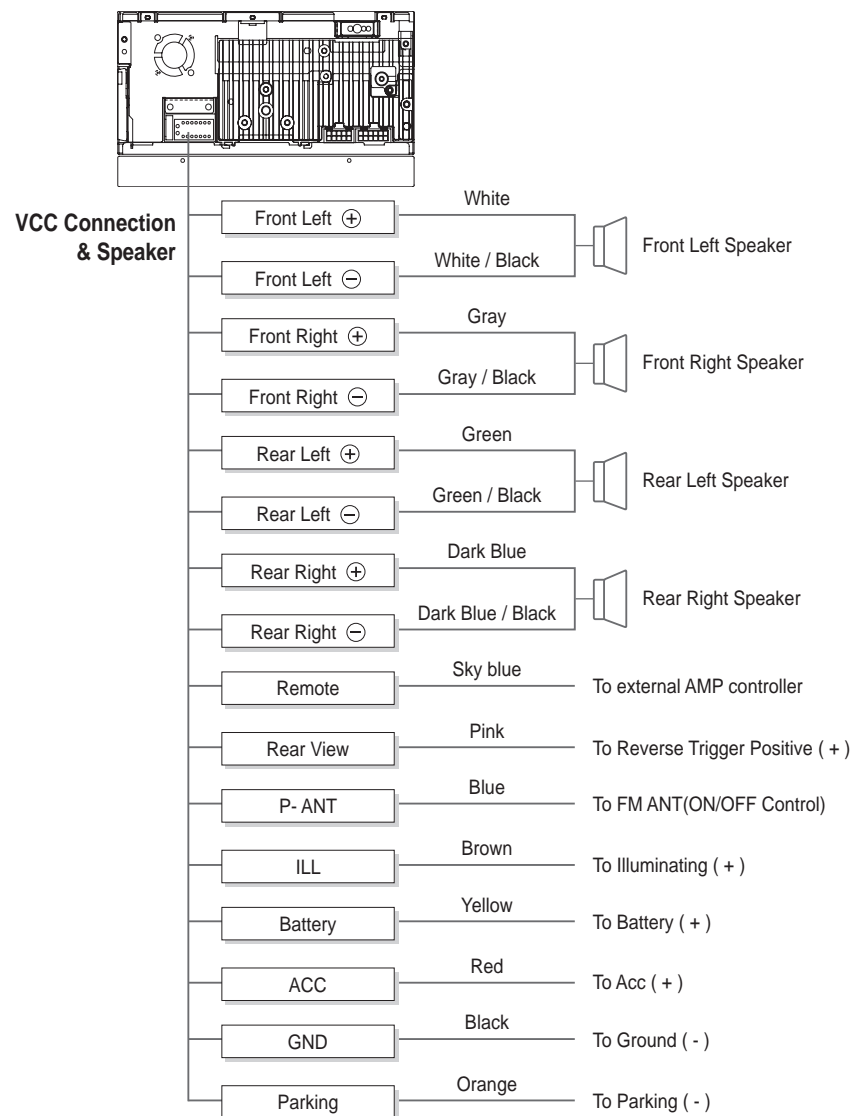 VCC Connection
& Speaker
Front Left ⊕
White
Front Left ⊖
White / Black
Front Left Speaker
Front Right ⊕
Gray
Front Right ⊖
Gray / Black
Front Right Speaker
Rear Left ⊕
Green
Rear Left ⊖
Green / Black
Rear Left Speaker
Rear Right ⊕
Dark Blue
Rear Right ⊖
Dark Blue / Black
Rear Right Speaker
Remote
Sky blue
To external AMP controller
Rear View
Pink
To Reverse Trigger Positive ( + )
P- ANT
Blue
To FM ANT(ON/OFF Control)
ILL
Brown
To Illuminating ( + )
Battery
Yellow
To Battery ( + )
ACC
Red
To Acc ( + )
GND
Black
To Ground ( - )
Parking
Orange
To Parking ( - )